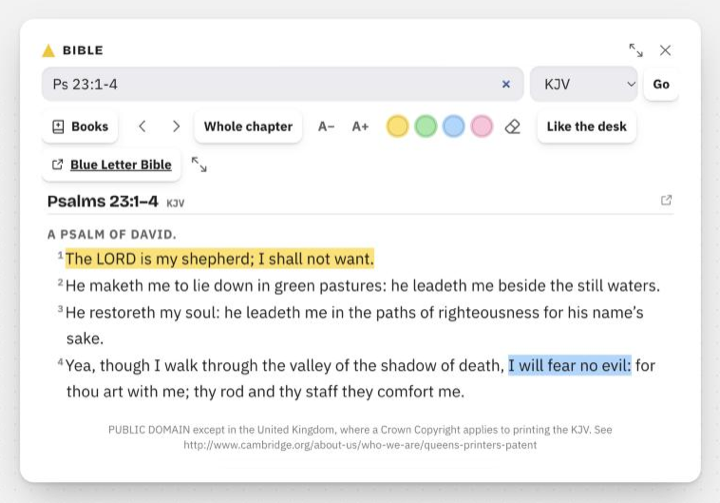 BIBLE
Ps 23:1-4
KJV
Go
Books
Whole chapter
A−
A+
Like the desk
Blue Letter Bible
Psalms 23:1–4 KJV
A PSALM OF DAVID.
1 The LORD is my shepherd; I shall not want.
2 He maketh me to lie down in green pastures: he leadeth me beside the still waters.
3 He restoreth my soul: he leadeth me in the paths of righteousness for his name’s
sake.
4 Yea, though I walk through the valley of the shadow of death, I will fear no evil: for
thou art with me; thy rod and thy staff they comfort me.
PUBLIC DOMAIN except in the United Kingdom, where a Crown Copyright applies to printing the KJV. See
http://www.cambridge.org/about-us/who-we-are/queens-printers-patent